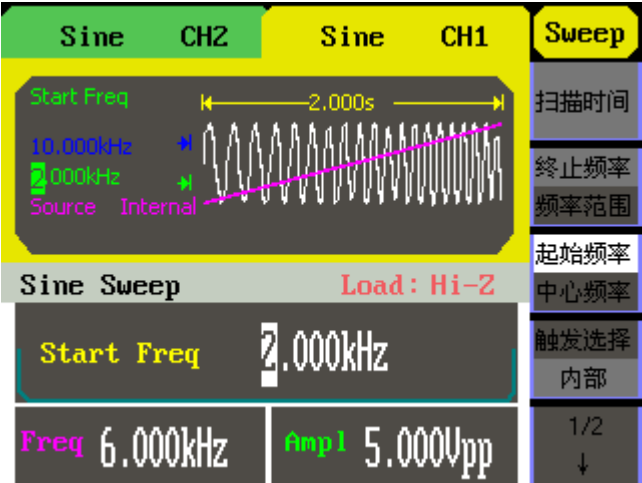 Sine CH2 Sine CH1 Sweep
Start Freq 2.000s
10.000kHz
2.000kHz
Source Internal
Sine Sweep Load: Hi-Z
Start Freq 2.000kHz
Freq 6.000kHz Ampl 5.000Vpp
扫描时间
终止频率
频率范围
起始频率
中心频率
触发选择
内部
1/2
↓